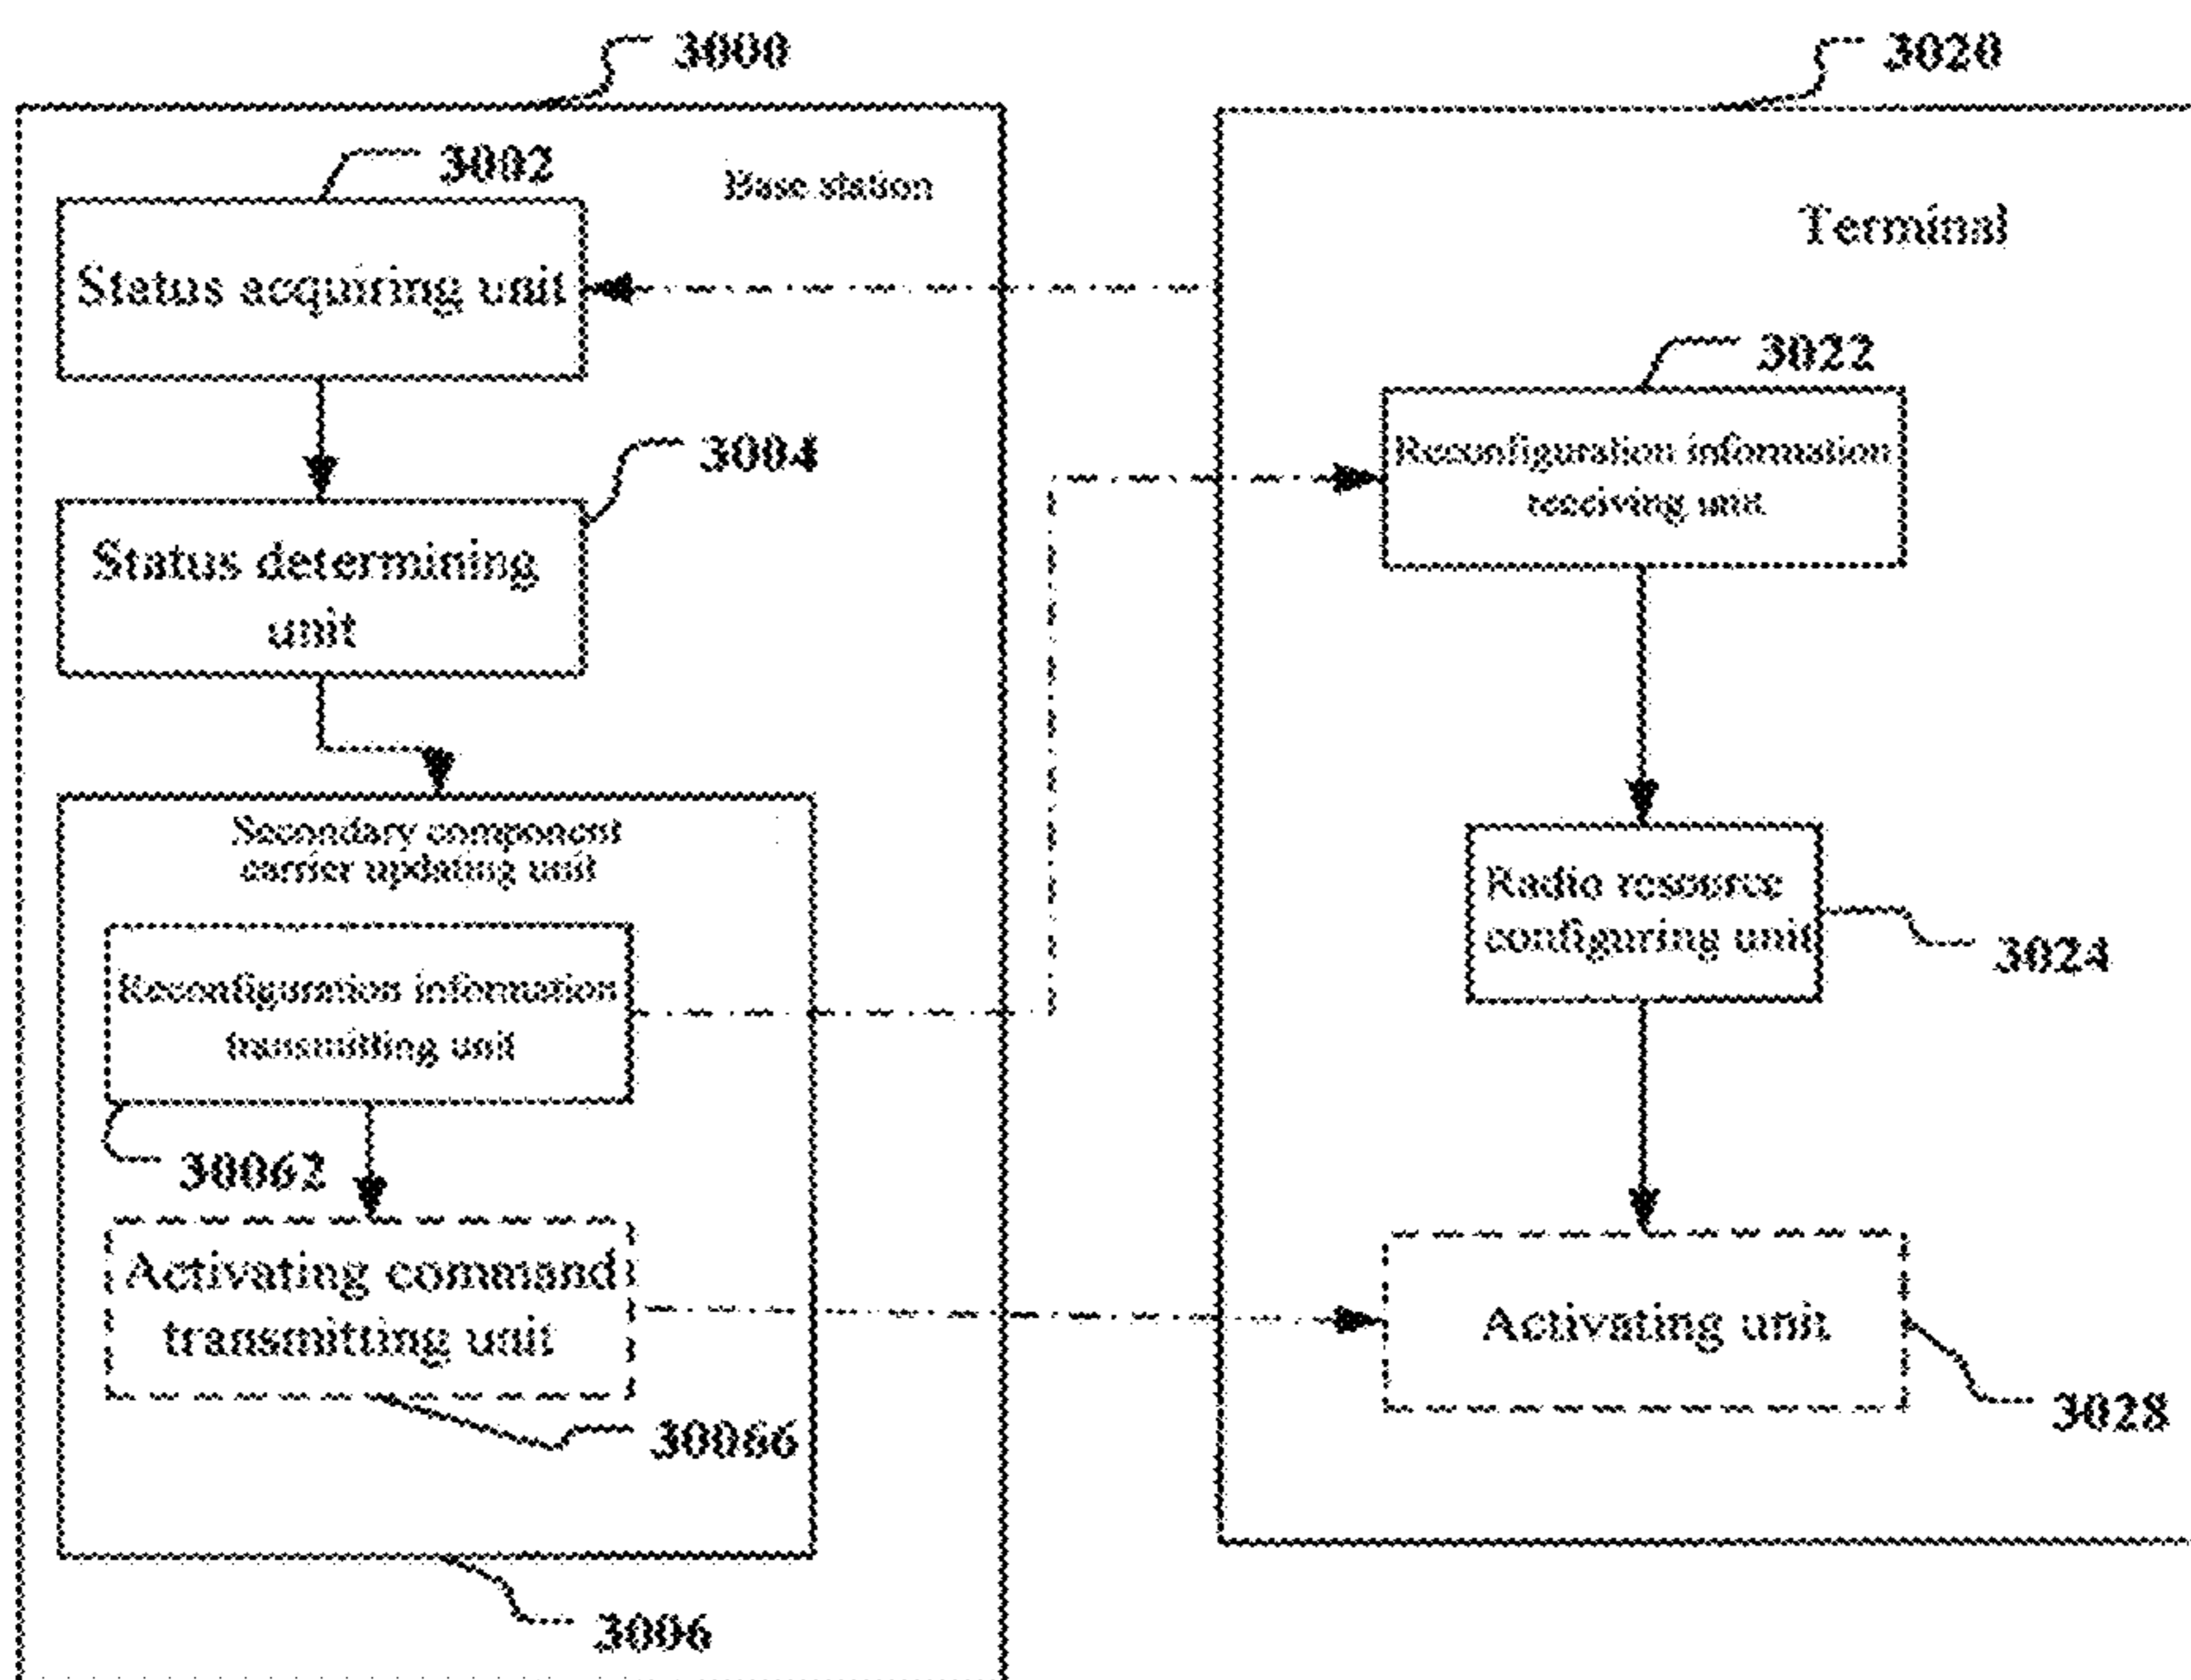 3000
3020
3002
Base station
Terminal
Status acquiring unit
3022
3004
Reconfiguration information
receiving unit
Status determining
unit
Secondary component
carrier updating unit
Radio resource
configuring unit
3024
Reconfiguration information
transmitting unit
30062
Activating command
transmitting unit
Activating unit
3028
30066
3006